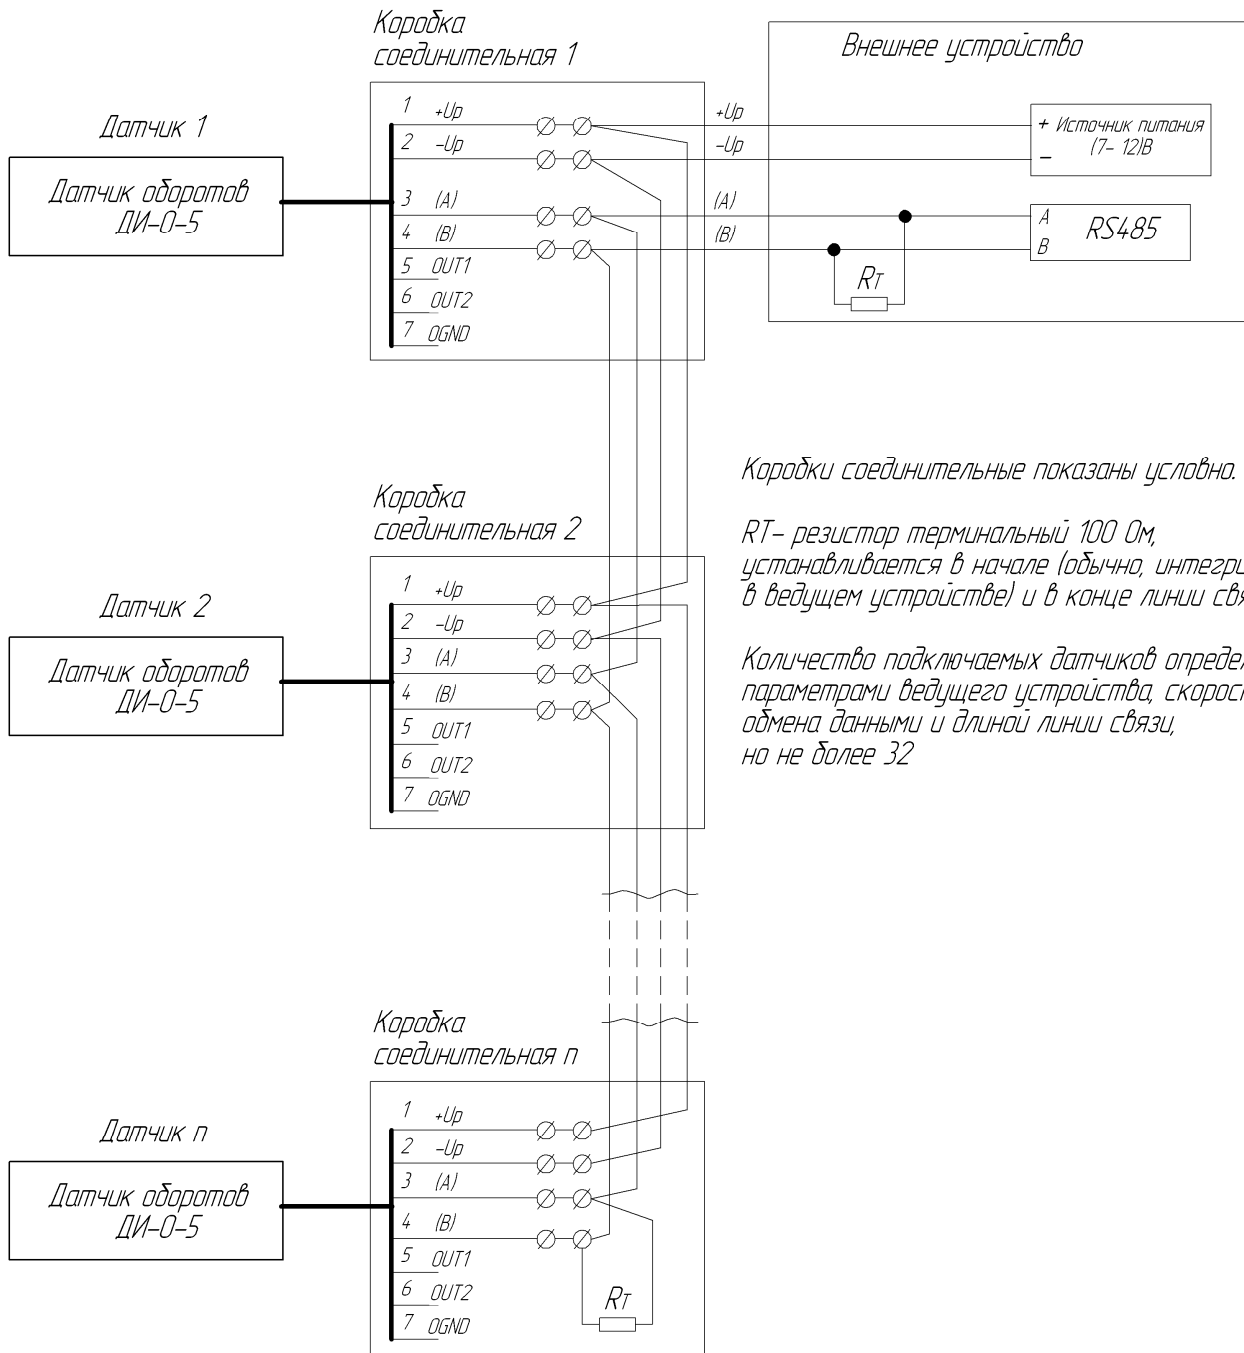 Коробка
соединительная 1
Внешнее устройство
Датчик 1
Датчик оборотов
ДИ-О-5
1 +Up
2 -Up
3 (A)
4 (B)
5 OUT1
6 OUT2
7 OGND
+Up
-Up
(A)
(B)
+ Источник питания
(7- 12)В
-
A
B
RS485
RT
Коробки соединительные показаны условно.
RT- резистор терминальный 100 Ом,
устанавливается в начале (обычно, интегри
в ведущем устройстве) и в конце линии свя
Количество подключаемых датчиков опреде
параметрами ведущего устройства, скорос
обмена данными и длиной линии связи,
но не более 32
Коробка
соединительная 2
Датчик 2
Датчик оборотов
ДИ-О-5
1 +Up
2 -Up
3 (A)
4 (B)
5 OUT1
6 OUT2
7 OGND
Коробка
соединительная n
Датчик n
Датчик оборотов
ДИ-О-5
1 +Up
2 -Up
3 (A)
4 (B)
5 OUT1
6 OUT2
7 OGND
RT